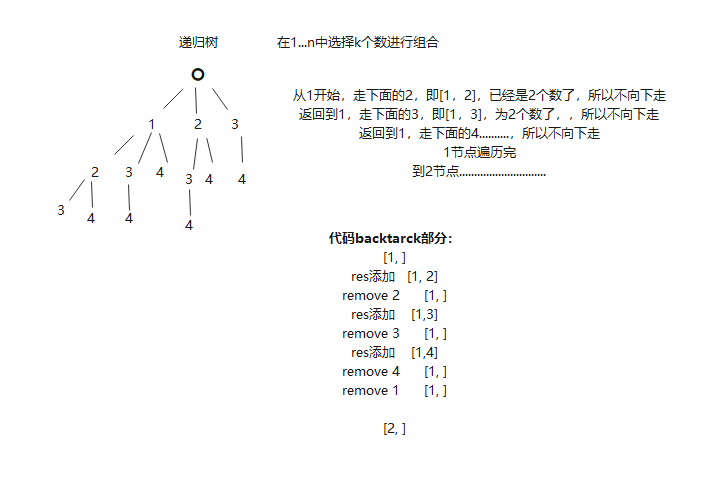 递归树
在1...n中选择k个数进行组合
从1开始，走下面的2，即[1，2]，已经是2个数了，所以不向下走
返回到1，走下面的3，即[1，3]，为2个数了，，所以不向下走
返回到1，走下面的4..........，所以不向下走
1节点遍历完
到2节点.............................
1 2 3
2 3 4 3 4 4
3 4 4 4
代码backtarck部分：
[1, ]
res添加 [1, 2]
remove 2 [1, ]
res添加 [1,3]
remove 3 [1, ]
res添加 [1,4]
remove 4 [1, ]
remove 1 [1, ]
[2, ]